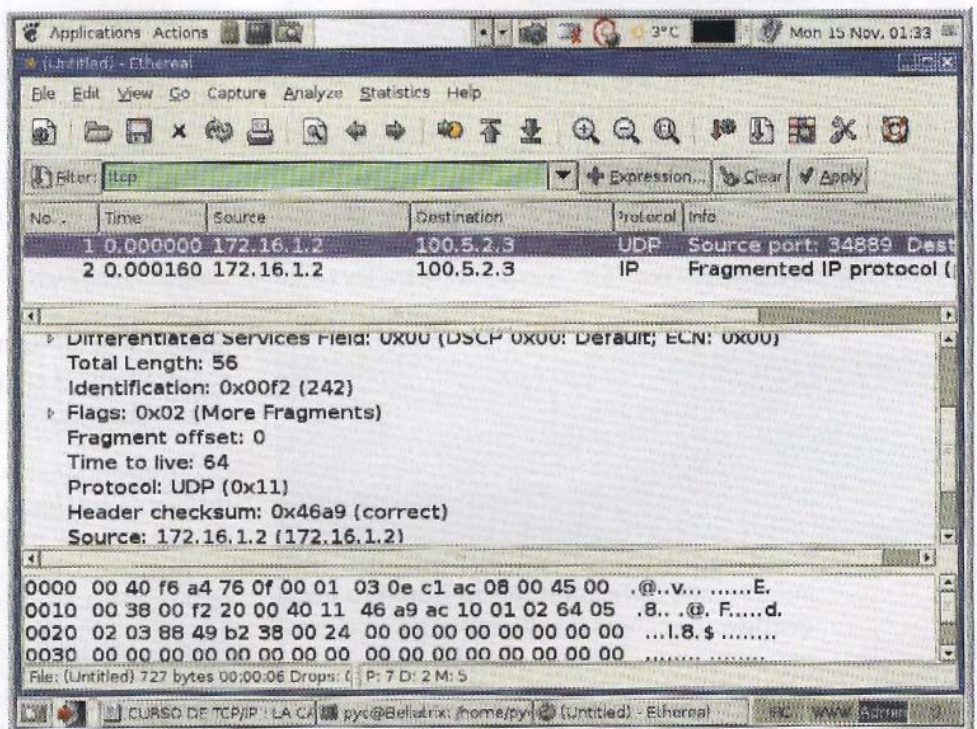 Applications Actions 3°C Mon 15 Nov, 01:33
(Untitled) - Ethereal
File Edit View Go Capture Analyze Statistics Help
Filter: !tcp Expression... Clear Apply
No. . Time Source Destination Protocol Info
1 0.000000 172.16.1.2 100.5.2.3 UDP Source port: 34889 Dest
2 0.000160 172.16.1.2 100.5.2.3 IP Fragmented IP protocol (
Differentiated Services Field: 0x00 (DSCP 0x00: Default; ECN: 0x00)
Total Length: 56
Identification: 0x00f2 (242)
Flags: 0x02 (More Fragments)
Fragment offset: 0
Time to live: 64
Protocol: UDP (0x11)
Header checksum: 0x46a9 (correct)
Source: 172.16.1.2 (172.16.1.2)
0000 00 40 f6 a4 76 0f 00 01 03 0e c1 ac 08 00 45 00 .@..v... ......E.
0010 00 38 00 f2 20 00 40 11 46 a9 ac 10 01 02 64 05 .8.. .@. F.....d.
0020 02 03 88 49 b2 38 00 24 00 00 00 00 00 00 00 00 ...I.8.$ ........
0030 00 00 00 00 00 00 00 00 00 00 00 00 00 00 00 00 ........ ........
File: (Untitled) 727 bytes 00:00:06 Drops: ( P: 7 D: 2 M: 5
CURSO DE TCP/IP : LA CA pyc@Bellatrix: /home/py (Untitled) - Ethereal IRC WWW Admin